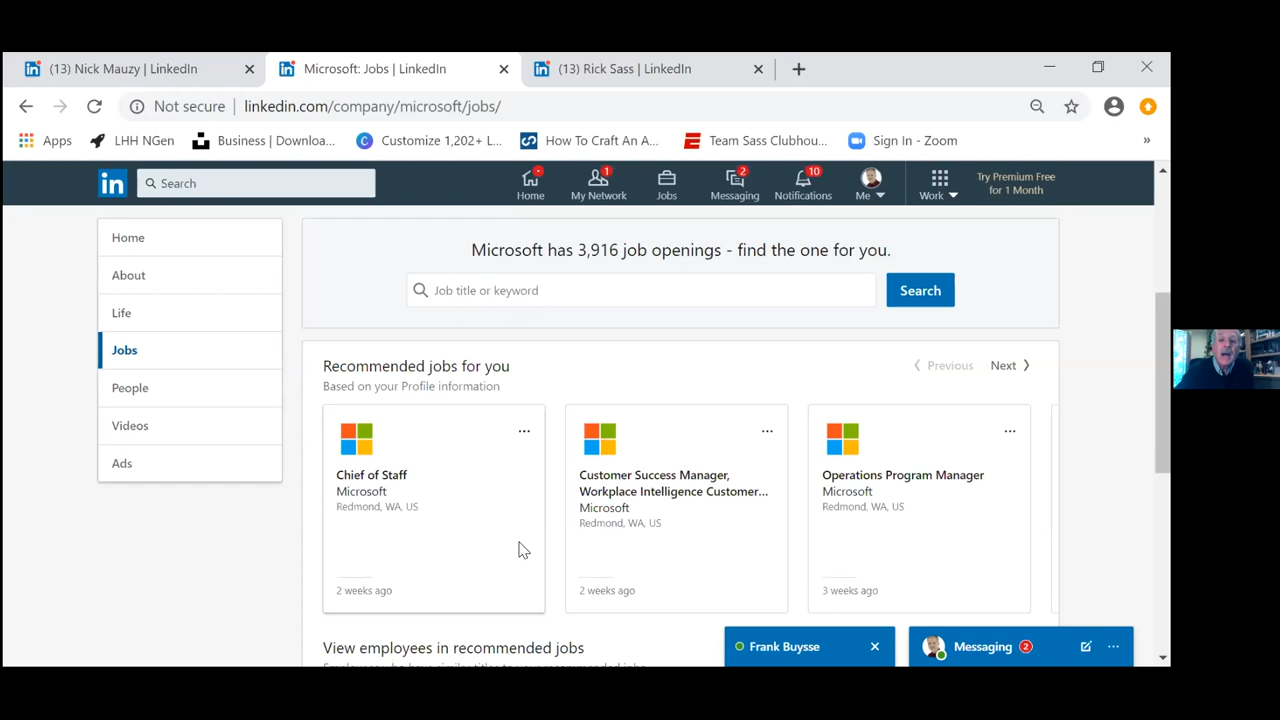 (13) Nick Mauzy | LinkedIn
Microsoft: Jobs | LinkedIn
(13) Rick Sass | LinkedIn
Not secure
linkedin.com/company/microsoft/jobs/
Apps
LHH NGen
Business | Downloa...
Customize 1,202+ L...
How To Craft An A...
Team Sass Clubhou...
Sign In - Zoom
»
in
Search
Home
1
My Network
Jobs
2
Messaging
10
Notifications
Me
Work
Try Premium Free
for 1 Month
Home
About
Life
Jobs
People
Videos
Ads
Microsoft has 3,916 job openings - find the one for you.
Job title or keyword
Search
Recommended jobs for you
Based on your Profile information
Previous
Next
Chief of Staff
Microsoft
Redmond, WA, US
2 weeks ago
Customer Success Manager,
Workplace Intelligence Customer...
Microsoft
Redmond, WA, US
2 weeks ago
Operations Program Manager
Microsoft
Redmond, WA, US
3 weeks ago
View employees in recommended jobs
Frank Buysse
Messaging 2